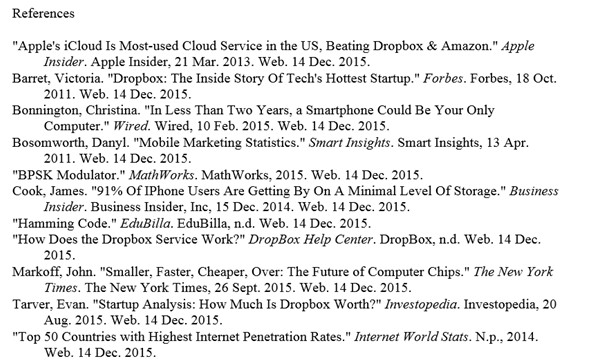 References
"Apple's iCloud Is Most-used Cloud Service in the US, Beating Dropbox & Amazon." Apple
Insider. Apple Insider, 21 Mar. 2013. Web. 14 Dec. 2015.
Barret, Victoria. "Dropbox: The Inside Story Of Tech's Hottest Startup." Forbes. Forbes, 18 Oct.
2011. Web. 14 Dec. 2015.
Bonnington, Christina. "In Less Than Two Years, a Smartphone Could Be Your Only
Computer." Wired. Wired, 10 Feb. 2015. Web. 14 Dec. 2015.
Bosomworth, Danyl. "Mobile Marketing Statistics." Smart Insights. Smart Insights, 13 Apr.
2011. Web. 14 Dec. 2015.
"BPSK Modulator." MathWorks. MathWorks, 2015. Web. 14 Dec. 2015.
Cook, James. "91% Of IPhone Users Are Getting By On A Minimal Level Of Storage." Business
Insider. Business Insider, Inc, 15 Dec. 2014. Web. 14 Dec. 2015.
"Hamming Code." EduBilla. EduBilla, n.d. Web. 14 Dec. 2015.
"How Does the Dropbox Service Work?" DropBox Help Center. DropBox, n.d. Web. 14 Dec.
2015.
Markoff, John. "Smaller, Faster, Cheaper, Over: The Future of Computer Chips." The New York
Times. The New York Times, 26 Sept. 2015. Web. 14 Dec. 2015.
Tarver, Evan. "Startup Analysis: How Much Is Dropbox Worth?" Investopedia. Investopedia, 20
Aug. 2015. Web. 14 Dec. 2015.
"Top 50 Countries with Highest Internet Penetration Rates." Internet World Stats. N.p., 2014.
Web. 14 Dec. 2015.